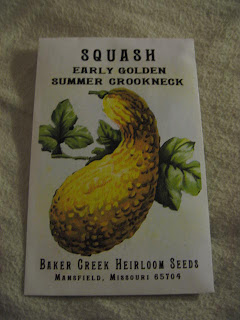 SQUASH
EARLY GOLDEN
SUMMER CROOKNECK
BAKER CREEK HEIRLOOM SEEDS
MANSFIELD, MISSOURI 65704